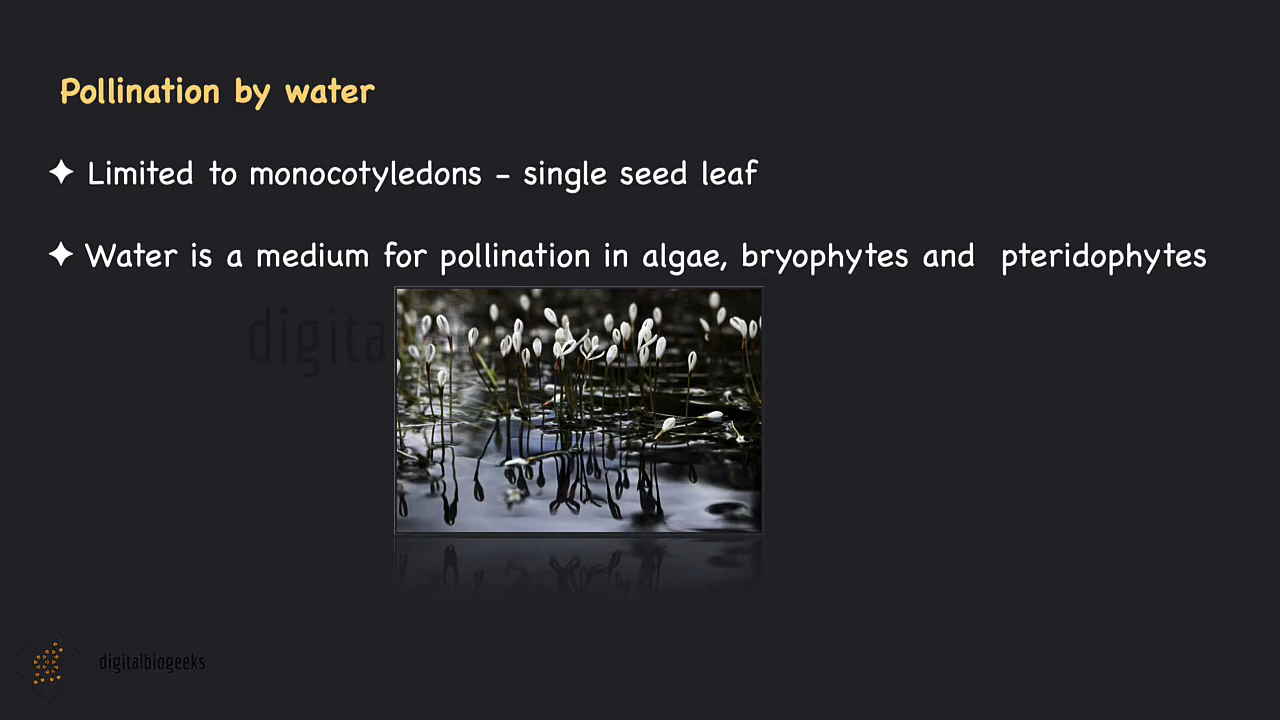 Pollination by water
✦ Limited to monocotyledons – single seed leaf
✦ Water is a medium for pollination in algae, bryophytes and pteridophytes
digita
digitalbiogeeks